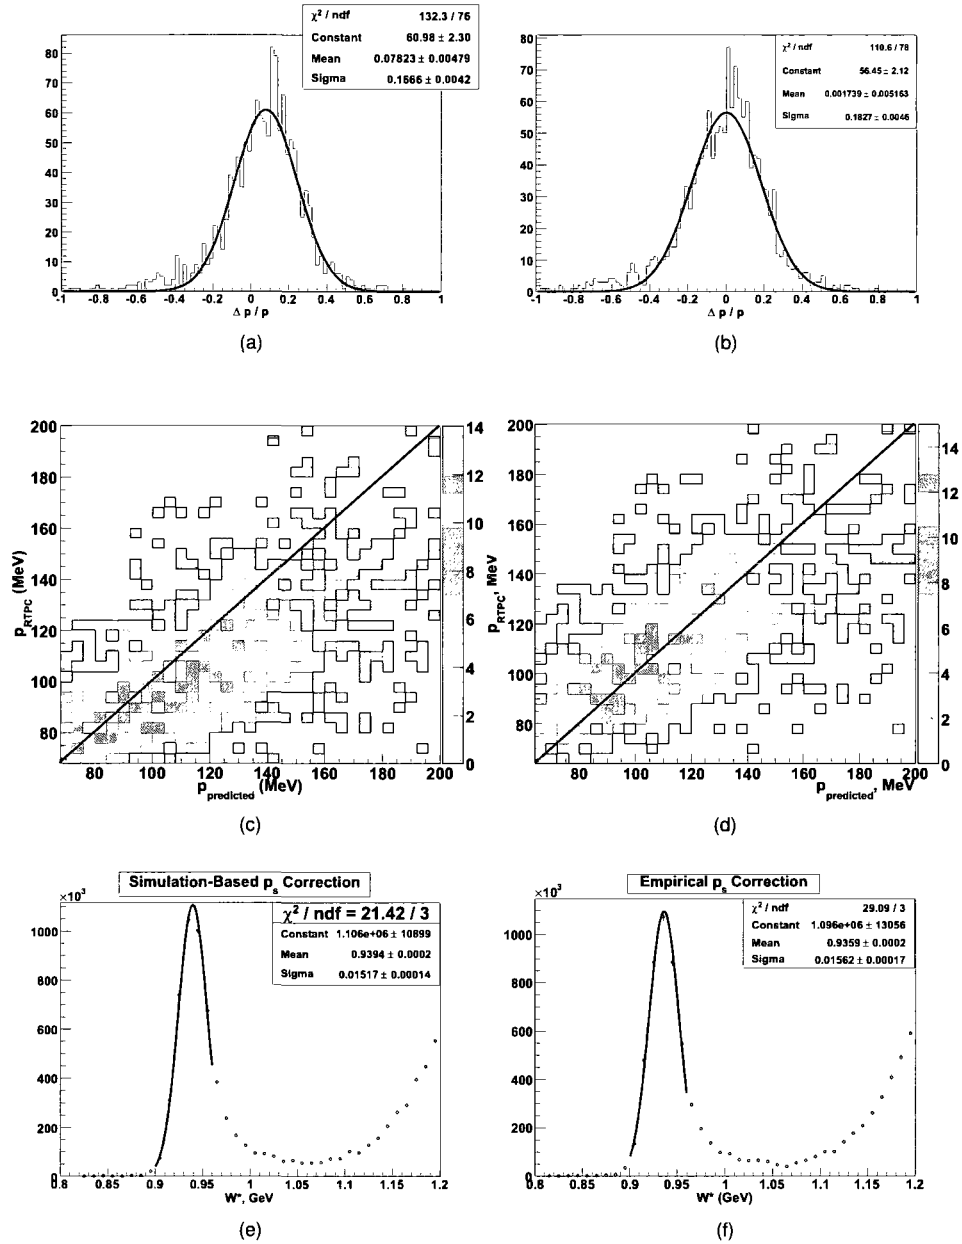 χ² / ndf 132.3 / 76
Constant 60.98 ± 2.30
Mean 0.07823 ± 0.00479
Sigma 0.1666 ± 0.0042
80
70
60
50
40
30
20
10
0
-1 -0.8 -0.6 -0.4 -0.2 0 0.2 0.4 0.6 0.8 1
Δ p / p
(a)
χ² / ndf 110.6 / 78
Constant 56.45 ± 2.12
Mean 0.001739 ± 0.005163
Sigma 0.1827 ± 0.0046
80
70
60
50
40
30
20
10
0
-1 -0.8 -0.6 -0.4 -0.2 0 0.2 0.4 0.6 0.8 1
Δ p / p
(b)
p_RTPC (MeV)
200
180
160
140
120
100
80
80 100 120 140 160 180 200
p_predicted (MeV)
14
12
10
8
6
4
2
0
(c)
p_RTPC, MeV
200
180
160
140
120
100
80
80 100 120 140 160 180 200
p_predicted, MeV
14
12
10
8
6
4
2
0
(d)
Simulation-Based p_s Correction
×10³
χ² / ndf = 21.42 / 3
Constant 1.106e+06 ± 10899
Mean 0.9394 ± 0.0002
Sigma 0.01517 ± 0.00014
1000
800
600
400
200
0
0.8 0.85 0.9 0.95 1 1.05 1.1 1.15 1.2
W*, GeV
(e)
Empirical p_s Correction
×10³
χ² / ndf 29.09 / 3
Constant 1.096e+06 ± 13056
Mean 0.9359 ± 0.0002
Sigma 0.01562 ± 0.00017
1000
800
600
400
200
0
0.8 0.85 0.9 0.95 1 1.05 1.1 1.15 1.2
W* (GeV)
(f)